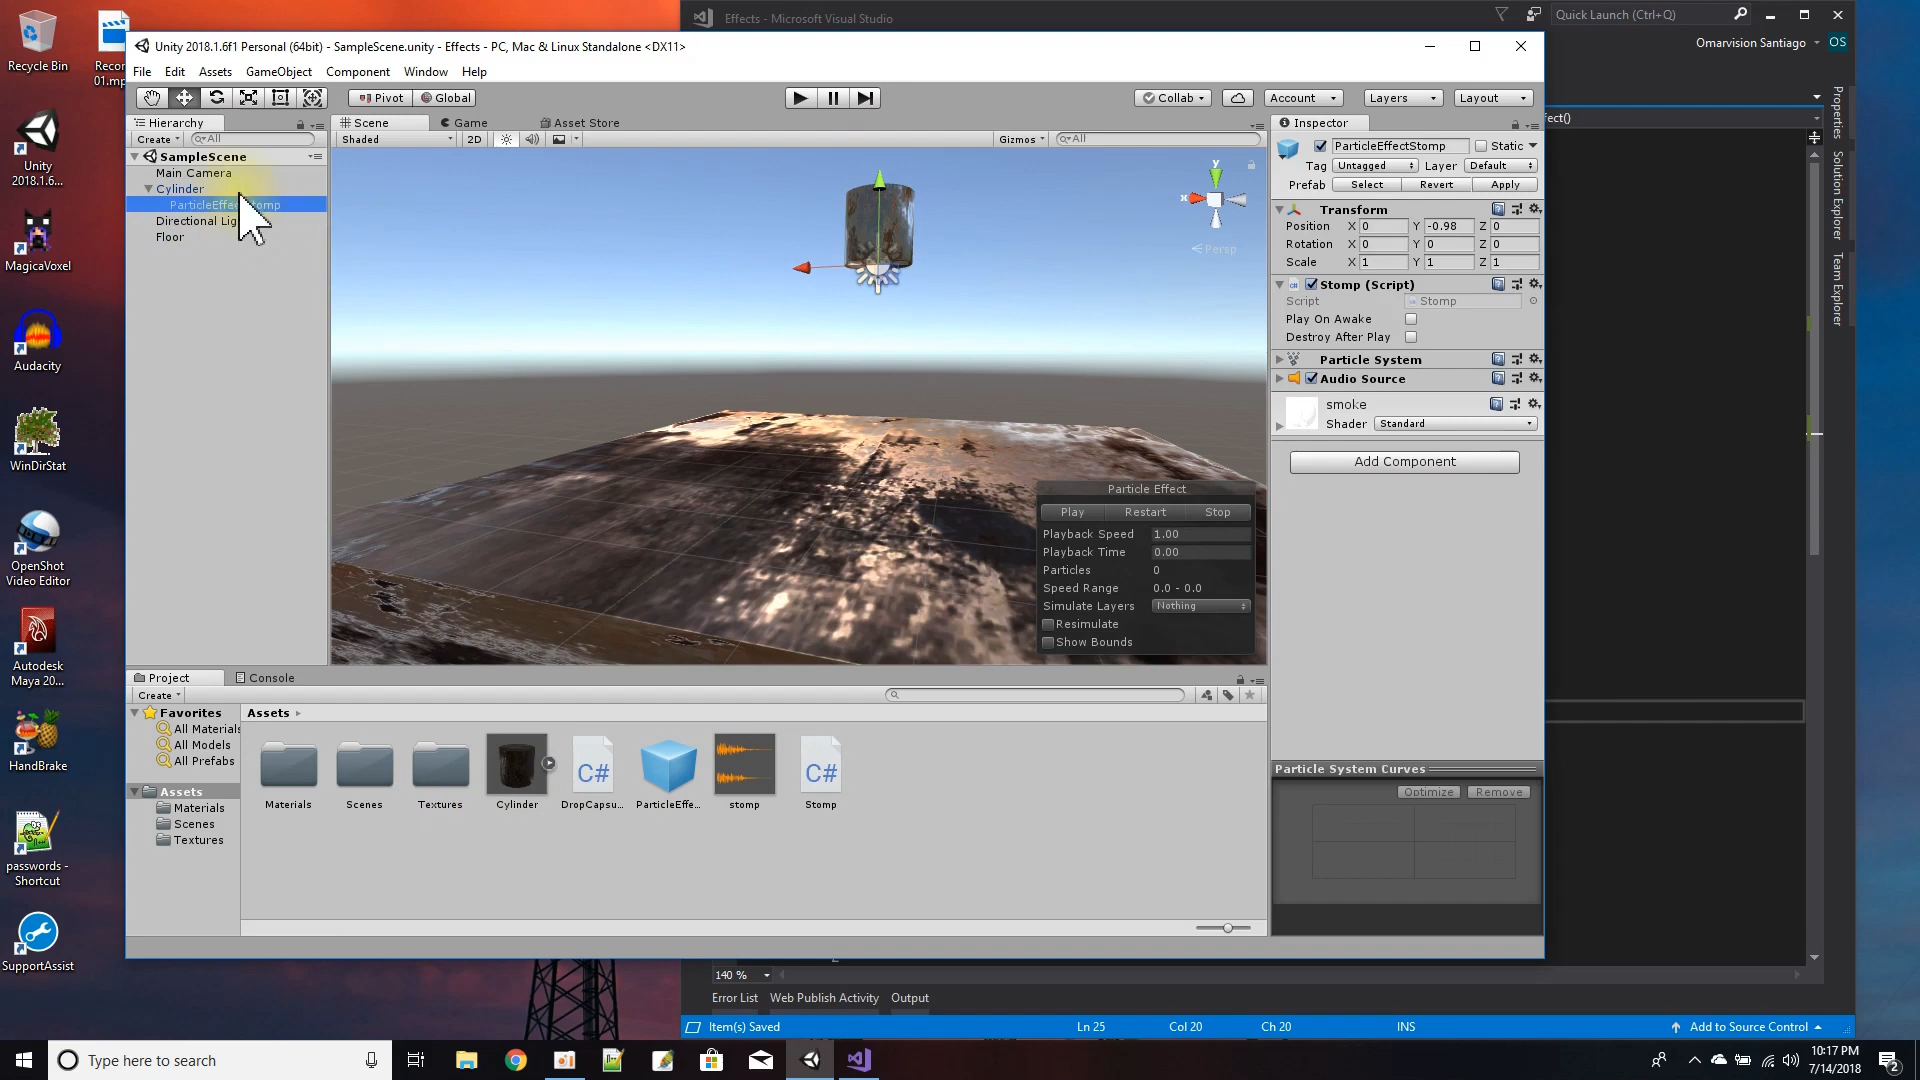 Effects - Microsoft Visual Studio
Quick Launch (Ctrl+Q)
Omarvision Santiago
OS
Recycle Bin
Recor
01.mp
Unity
2018.1.6...
MagicaVoxel
Audacity
WinDirStat
OpenShot
Video Editor
Autodesk
Maya 20...
HandBrake
passwords -
Shortcut
SupportAssist
Unity 2018.1.6f1 Personal (64bit) - SampleScene.unity - Effects - PC, Mac & Linux Standalone <DX11>
File Edit Assets GameObject Component Window Help
Pivot Global
Collab Account Layers Layout
Hierarchy
Create All
SampleScene
Main Camera
Cylinder
ParticleEffectStomp
Directional Lig
Floor
Scene Game Asset Store
Shaded 2D Gizmos All
y
x
Persp
Particle Effect
Play Restart Stop
Playback Speed 1.00
Playback Time 0.00
Particles 0
Speed Range 0.0 - 0.0
Simulate Layers Nothing
Resimulate
Show Bounds
Inspector
ParticleEffectStomp Static
Tag Untagged Layer Default
Prefab Select Revert Apply
Transform
Position X 0 Y -0.98 Z 0
Rotation X 0 Y 0 Z 0
Scale X 1 Y 1 Z 1
Stomp (Script)
Script Stomp
Play On Awake
Destroy After Play
Particle System
Audio Source
smoke
Shader Standard
Add Component
Particle System Curves
Optimize Remove
Project Console
Create
Favorites
All Materials
All Models
All Prefabs
Assets
Materials
Scenes
Textures
Assets
Materials
Scenes
Textures
Cylinder
C#
DropCapsu...
ParticleEffe...
stomp
C#
Stomp
ect()
Properties
Solution Explorer
Team Explorer
140 %
Error List Web Publish Activity Output
Item(s) Saved Ln 25 Col 20 Ch 20 INS Add to Source Control
Type here to search
10:17 PM
7/14/2018
2